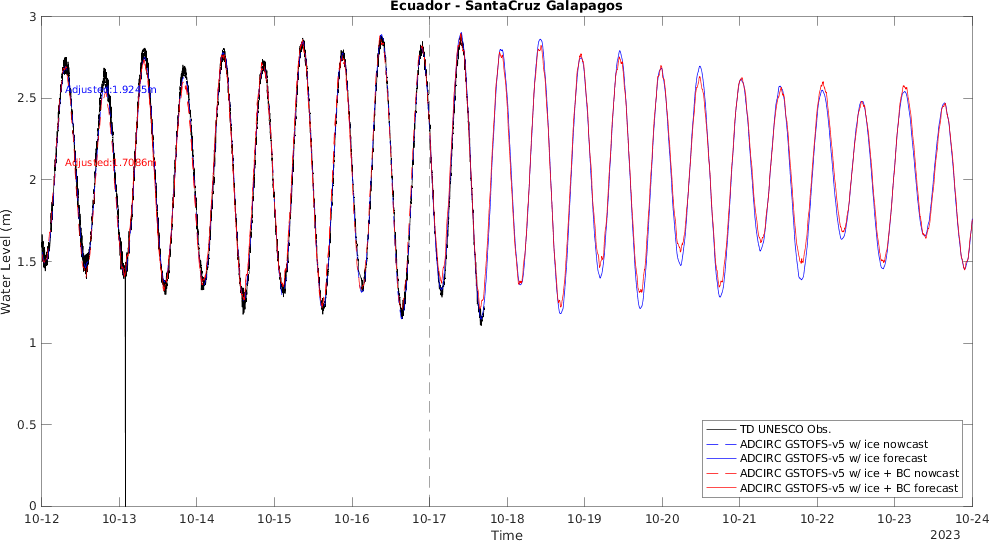 Ecuador - SantaCruz Galapagos
3
2.5
2
1.5
1
0.5
0
Water Level (m)
Adjusted:1.9245m
Adjusted:1.7086m
TD UNESCO Obs.
ADCIRC GSTOFS-v5 w/ ice nowcast
ADCIRC GSTOFS-v5 w/ ice forecast
ADCIRC GSTOFS-v5 w/ ice + BC nowcast
ADCIRC GSTOFS-v5 w/ ice + BC forecast
10-12 10-13 10-14 10-15 10-16 10-17 10-18 10-19 10-20 10-21 10-22 10-23 10-24
Time
2023